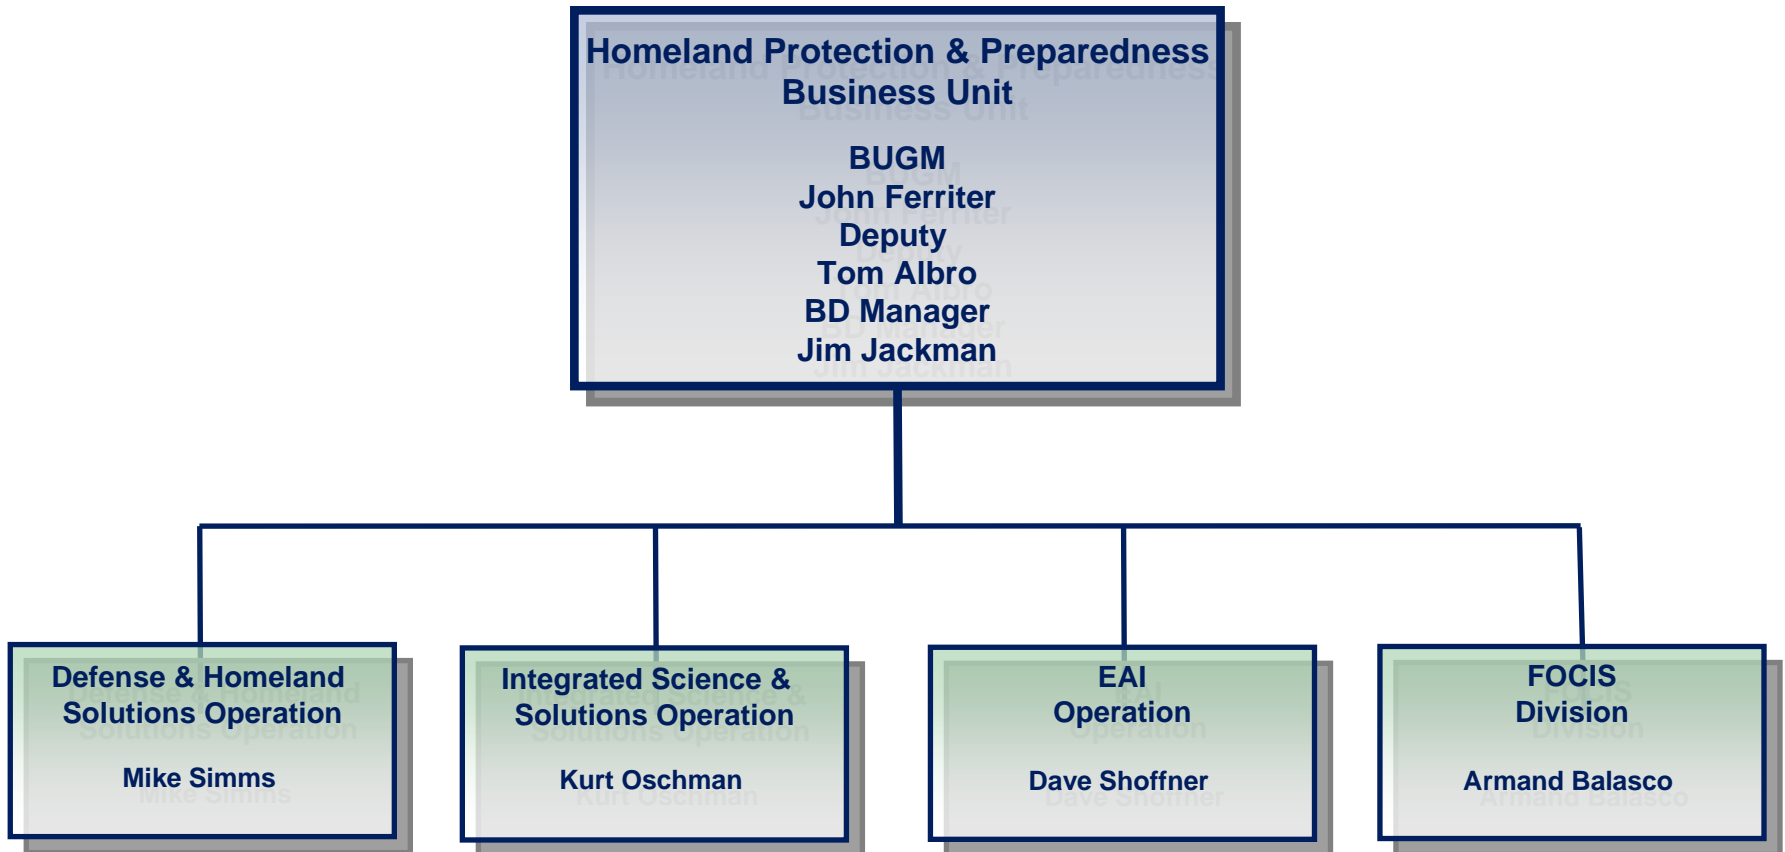 Homeland Protection & Preparedness
Business Unit
BUGM
John Ferriter
Deputy
Tom Albro
BD Manager
Jim Jackman
Defense & Homeland
Solutions Operation
Mike Simms
Integrated Science &
Solutions Operation
Kurt Oschman
EAI
Operation
Dave Shoffner
FOCIS
Division
Armand Balasco